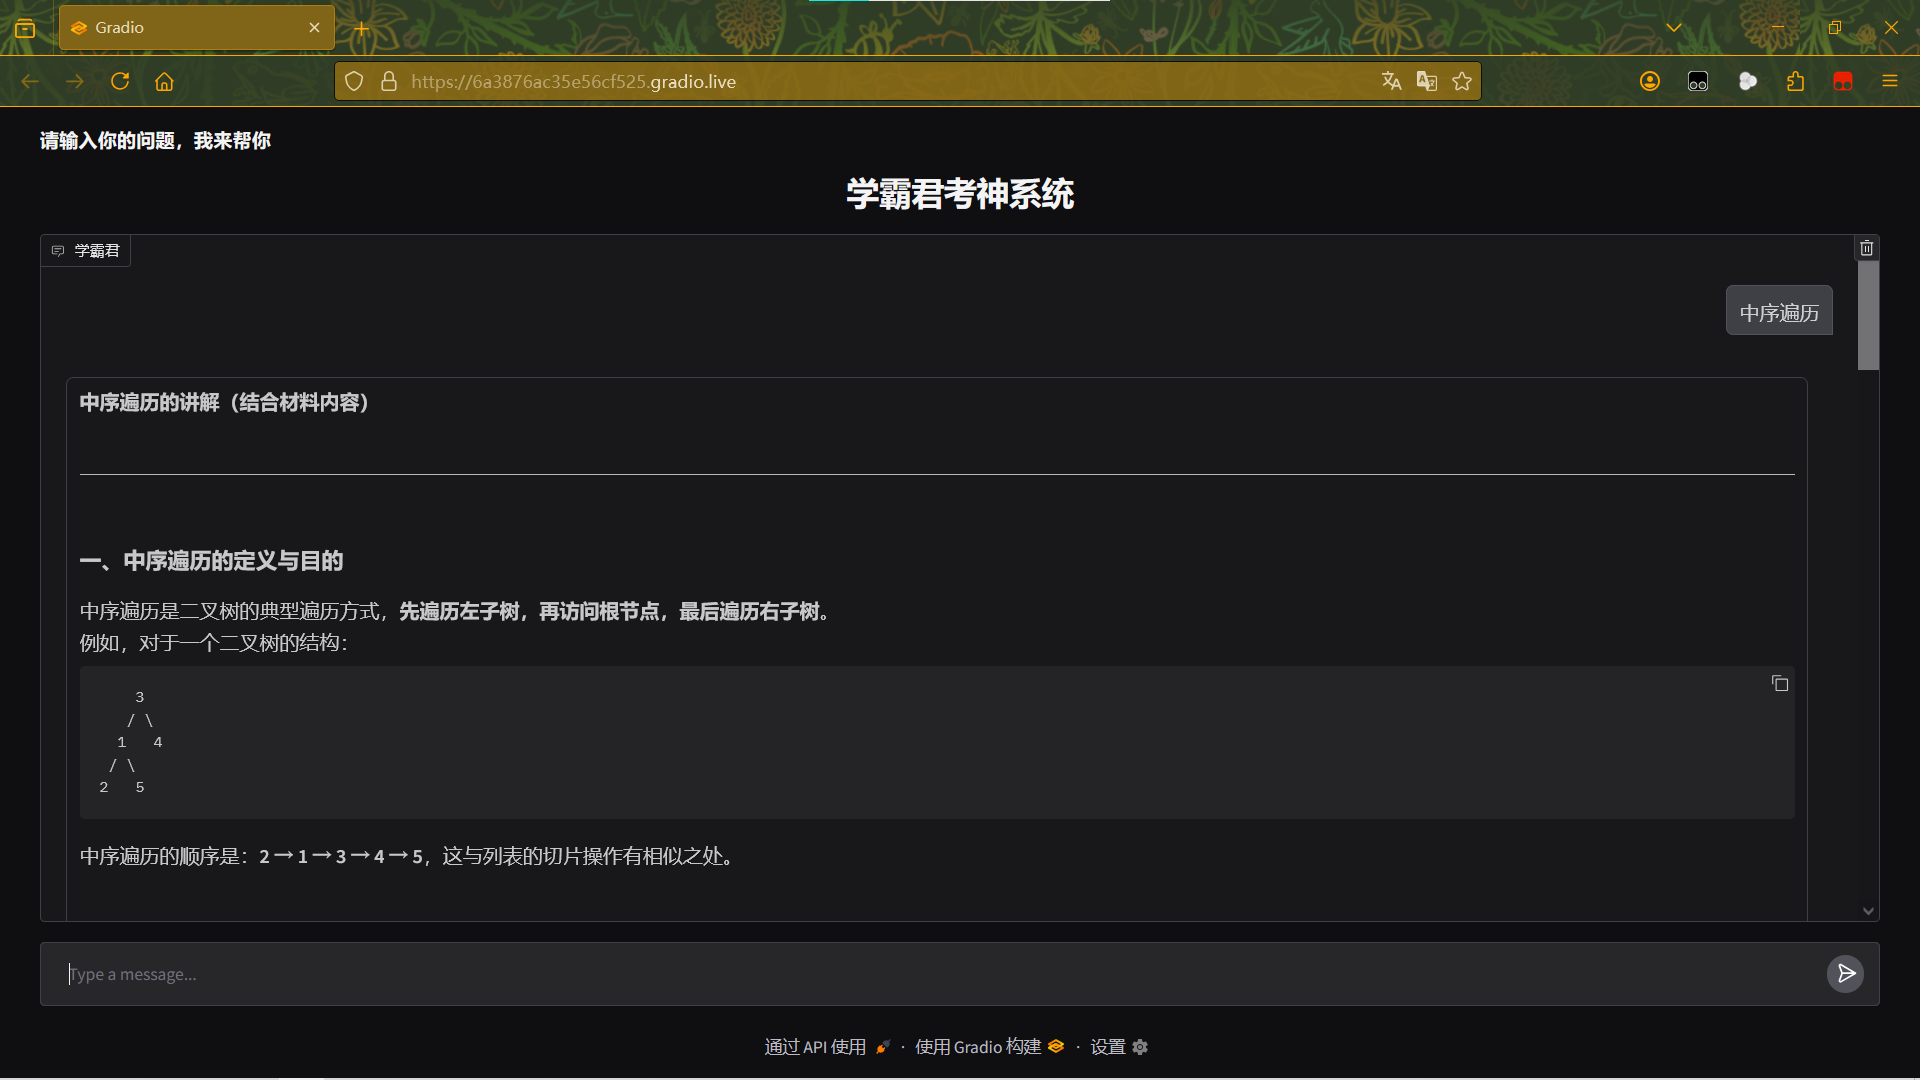 Gradio
https://6a3876ac35e56cf525.gradio.live
请输入你的问题，我来帮你
学霸君考神系统
学霸君
中序遍历
中序遍历的讲解（结合材料内容）
一、中序遍历的定义与目的
中序遍历是二叉树的典型遍历方式，先遍历左子树，再访问根节点，最后遍历右子树。
例如，对于一个二叉树的结构：
3
/ \
1 4
/ \
2 5
中序遍历的顺序是：2 → 1 → 3 → 4 → 5，这与列表的切片操作有相似之处。
Type a message...
通过 API 使用 · 使用 Gradio 构建 · 设置